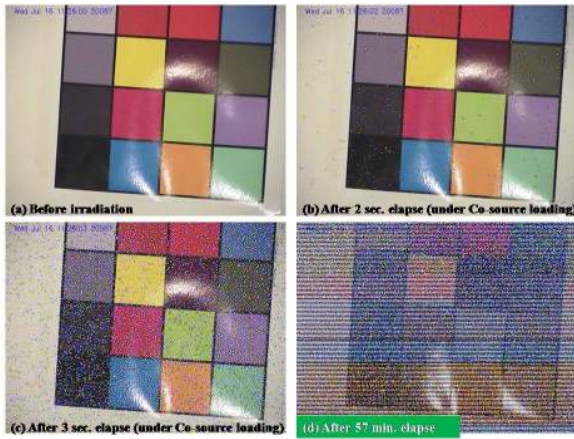 (a) Before irradiation
(b) After 2 sec. elapse (under Co-source loading)
(c) After 3 sec. elapse (under Co-source loading)
(d) After 57 min. elapse